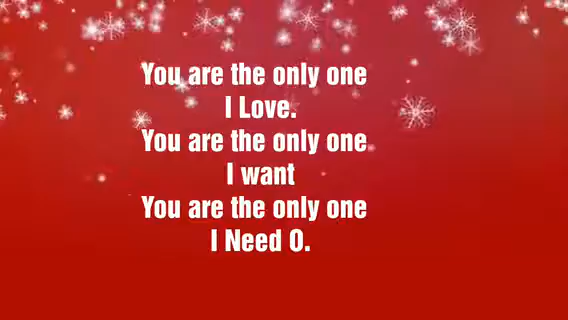 You are the only one
I Love.
You are the only one
I want
You are the only one
I Need O.